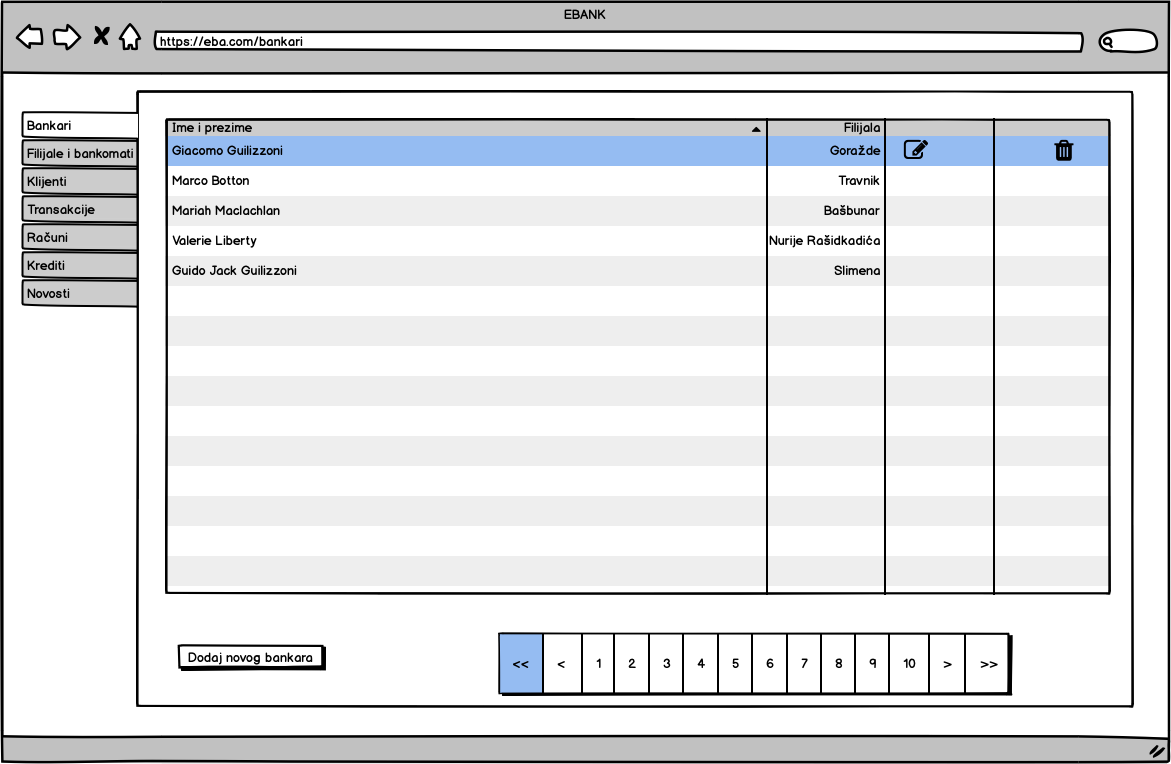 EBANK
https://eba.com/bankari
Bankari
Filijale i bankomati
Klijenti
Transakcije
Računi
Krediti
Novosti
Ime i prezime Filijala
Giacomo Guilizzoni Goražde
Marco Botton Travnik
Mariah Maclachlan Bašbunar
Valerie Liberty Nurije Rašidkadića
Guido Jack Guilizzoni Slimena
Dodaj novog bankara
<< < 1 2 3 4 5 6 7 8 9 10 > >>